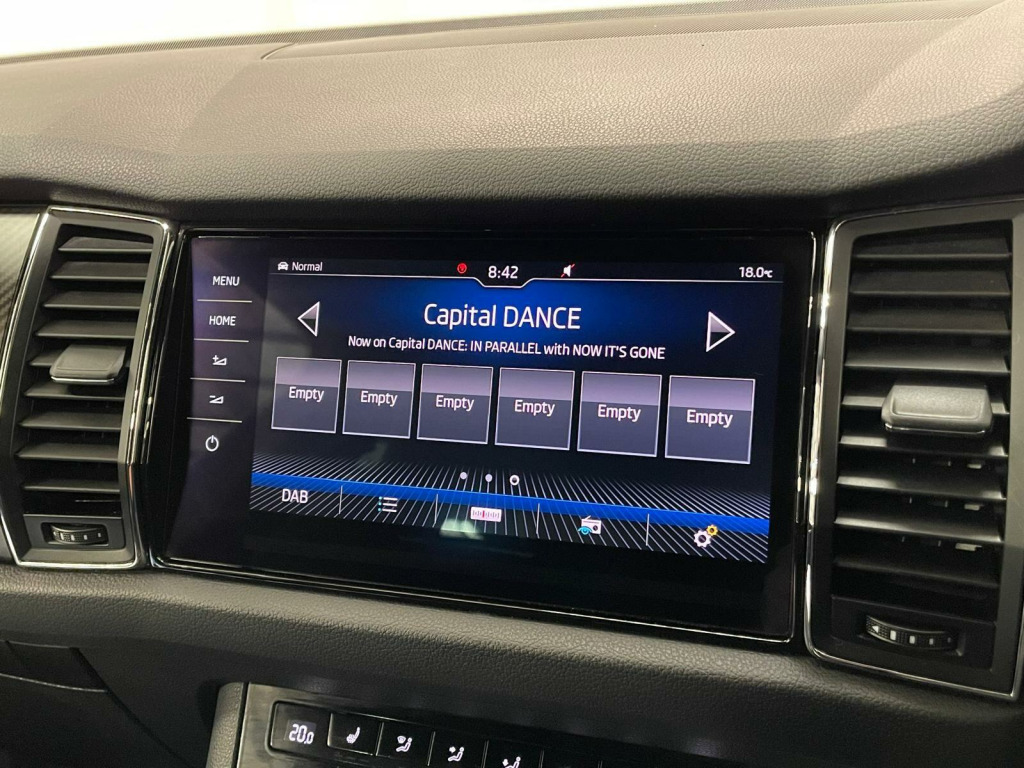 MENU
HOME
Normal
8:42
18.0°C
Capital DANCE
Now on Capital DANCE: IN PARALLEL with NOW IT'S GONE
Empty
Empty
Empty
Empty
Empty
Empty
DAB
20.0